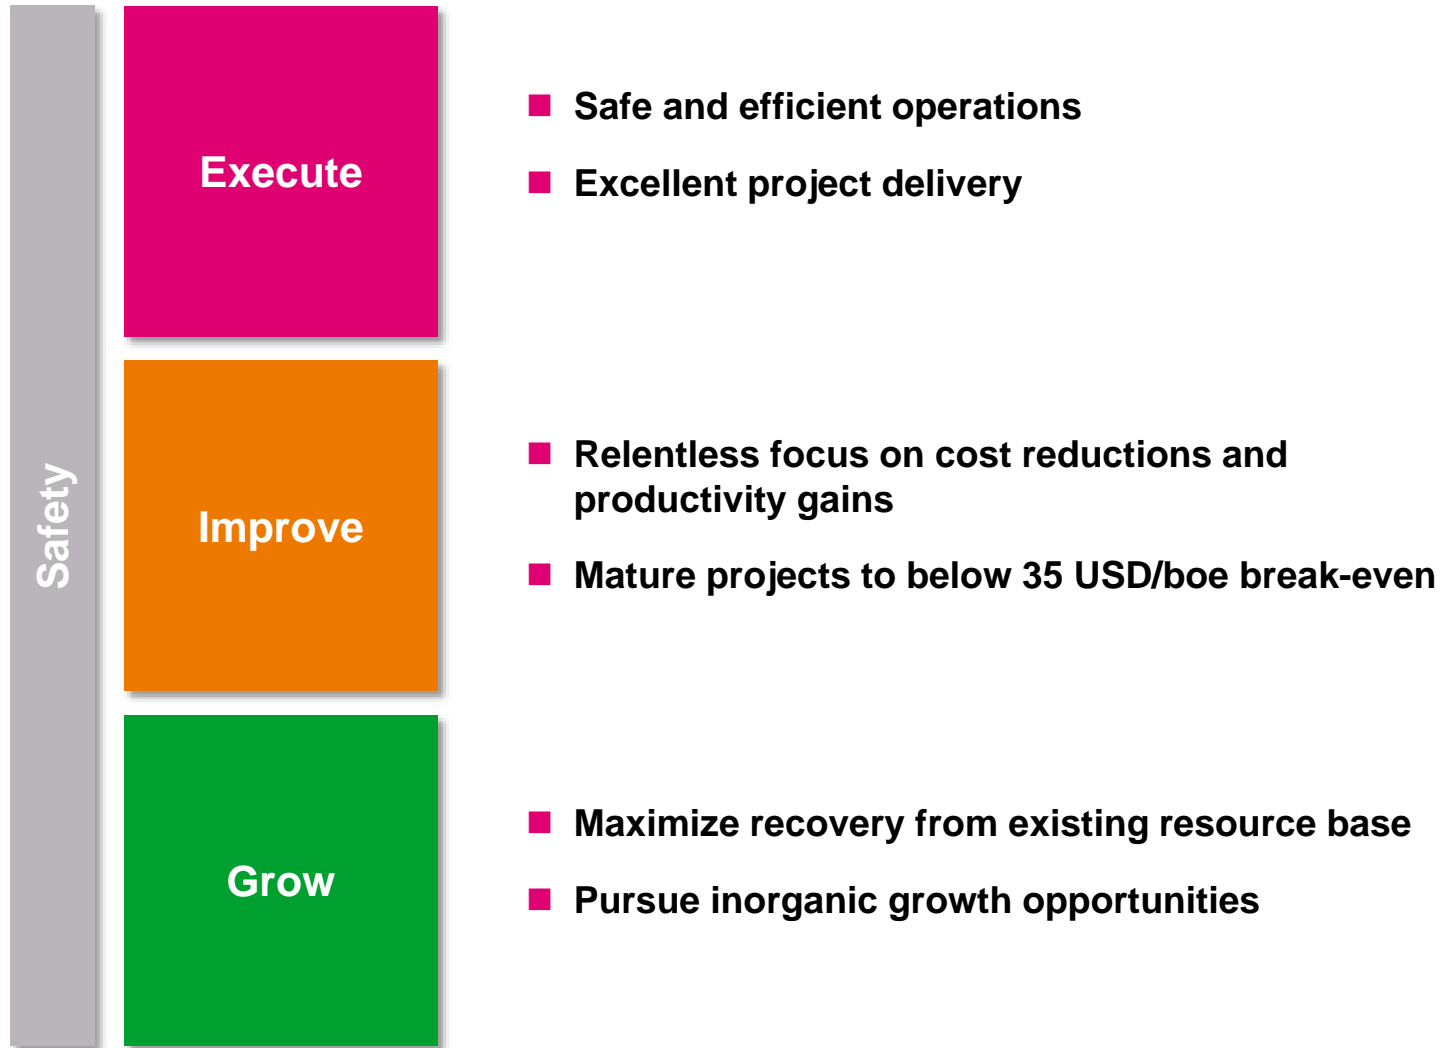 Safety
Execute
Safe and efficient operations
Excellent project delivery
Improve
Relentless focus on cost reductions and
productivity gains
Mature projects to below 35 USD/boe break-even
Grow
Maximize recovery from existing resource base
Pursue inorganic growth opportunities